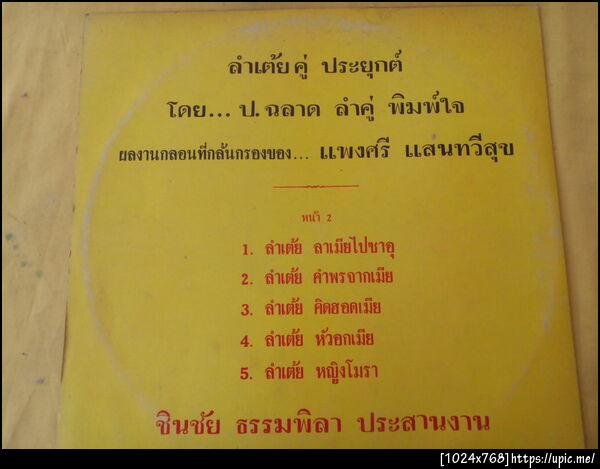 ลำเต้ย คู่ ประยุกต์
โดย... ป. ฉลาด ลำคู่ พิมพ์ใจ
ผลงานกลอนที่กลั่นกรองของ... แพงศรี แสนทวีสุข
หน้า 2
1. ลำเต้ย ลาเมียไปซาอุ
2. ลำเต้ย คำพรจากเมีย
3. ลำเต้ย คิดฮอดเมีย
4. ลำเต้ย หัวอกเมีย
5. ลำเต้ย หญิงโมรา
ชินชัย ธรรมพิลา ประสานงาน
[1024x768]https://upic.me/